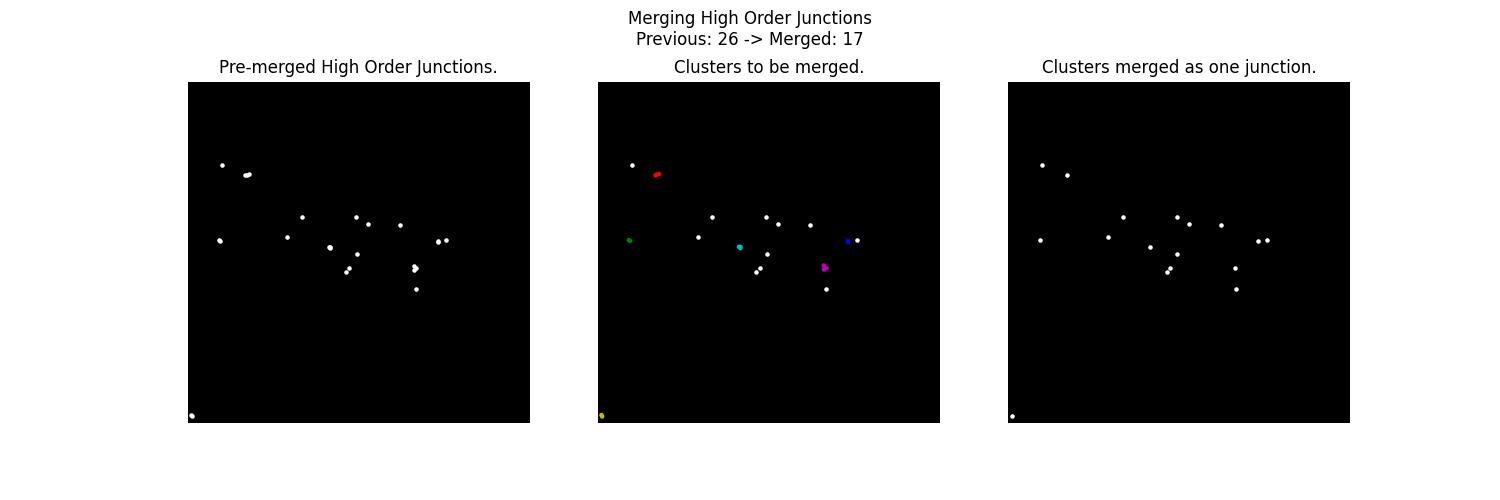 Merging High Order Junctions
Previous: 26 -> Merged: 17
Pre-merged High Order Junctions.
Clusters to be merged.
Clusters merged as one junction.